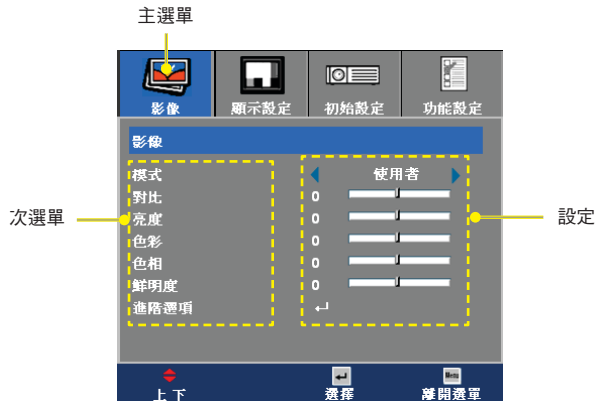 主選單
影像 顯示設定 初始設定 功能設定
影像
模式 使用者
對比 0
亮度 0
色彩 0
色相 0
鮮明度 0
進階選項
次選單
設定
上下 選擇 Menu 離開選單